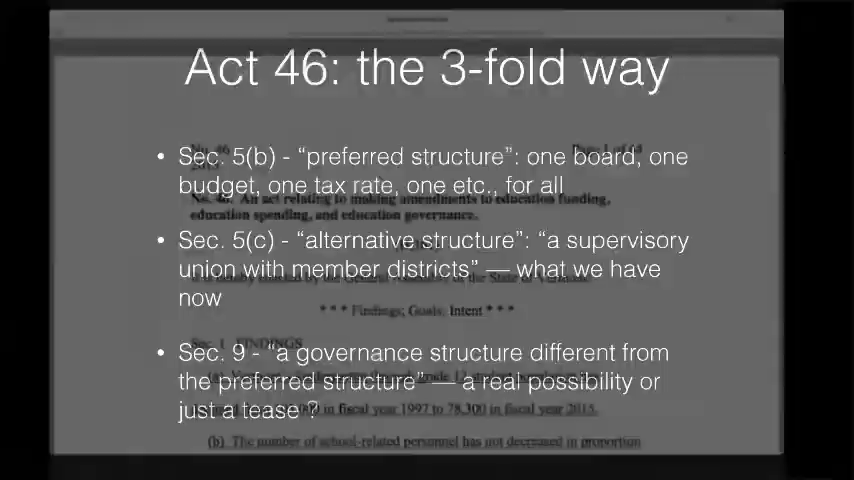 Act 46: the 3-fold way
• Sec. 5(b) - “preferred structure”: one board, one
budget, one tax rate, one etc., for all
No. 46. An act relating to making amendments to education funding,
education spending, and education governance.
• Sec. 5(c) - “alternative structure”: “a supervisory
union with member districts” — what we have
now
* * * Findings; Goals; Intent * * *
• Sec. 9 - “a governance structure different from
the preferred structure” — a real possibility or
just a tease ?
in fiscal year 1997 to 78,300 in fiscal year 2015.
(b) The number of school-related personnel has not decreased in proportion